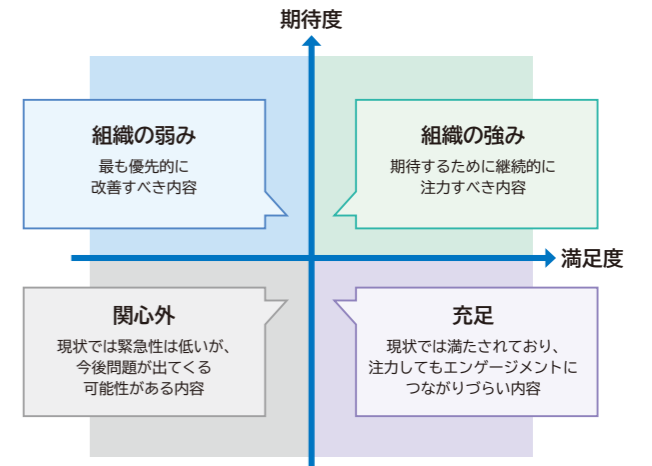 期待度
組織の弱み
最も優先的に
改善すべき内容
組織の強み
期待するために継続的に
注力すべき内容
満足度
関心外
現状では緊急性は低いが、
今後問題が出てくる
可能性がある内容
充足
現状では満たされており、
注力してもエンゲージメントに
つながりづらい内容